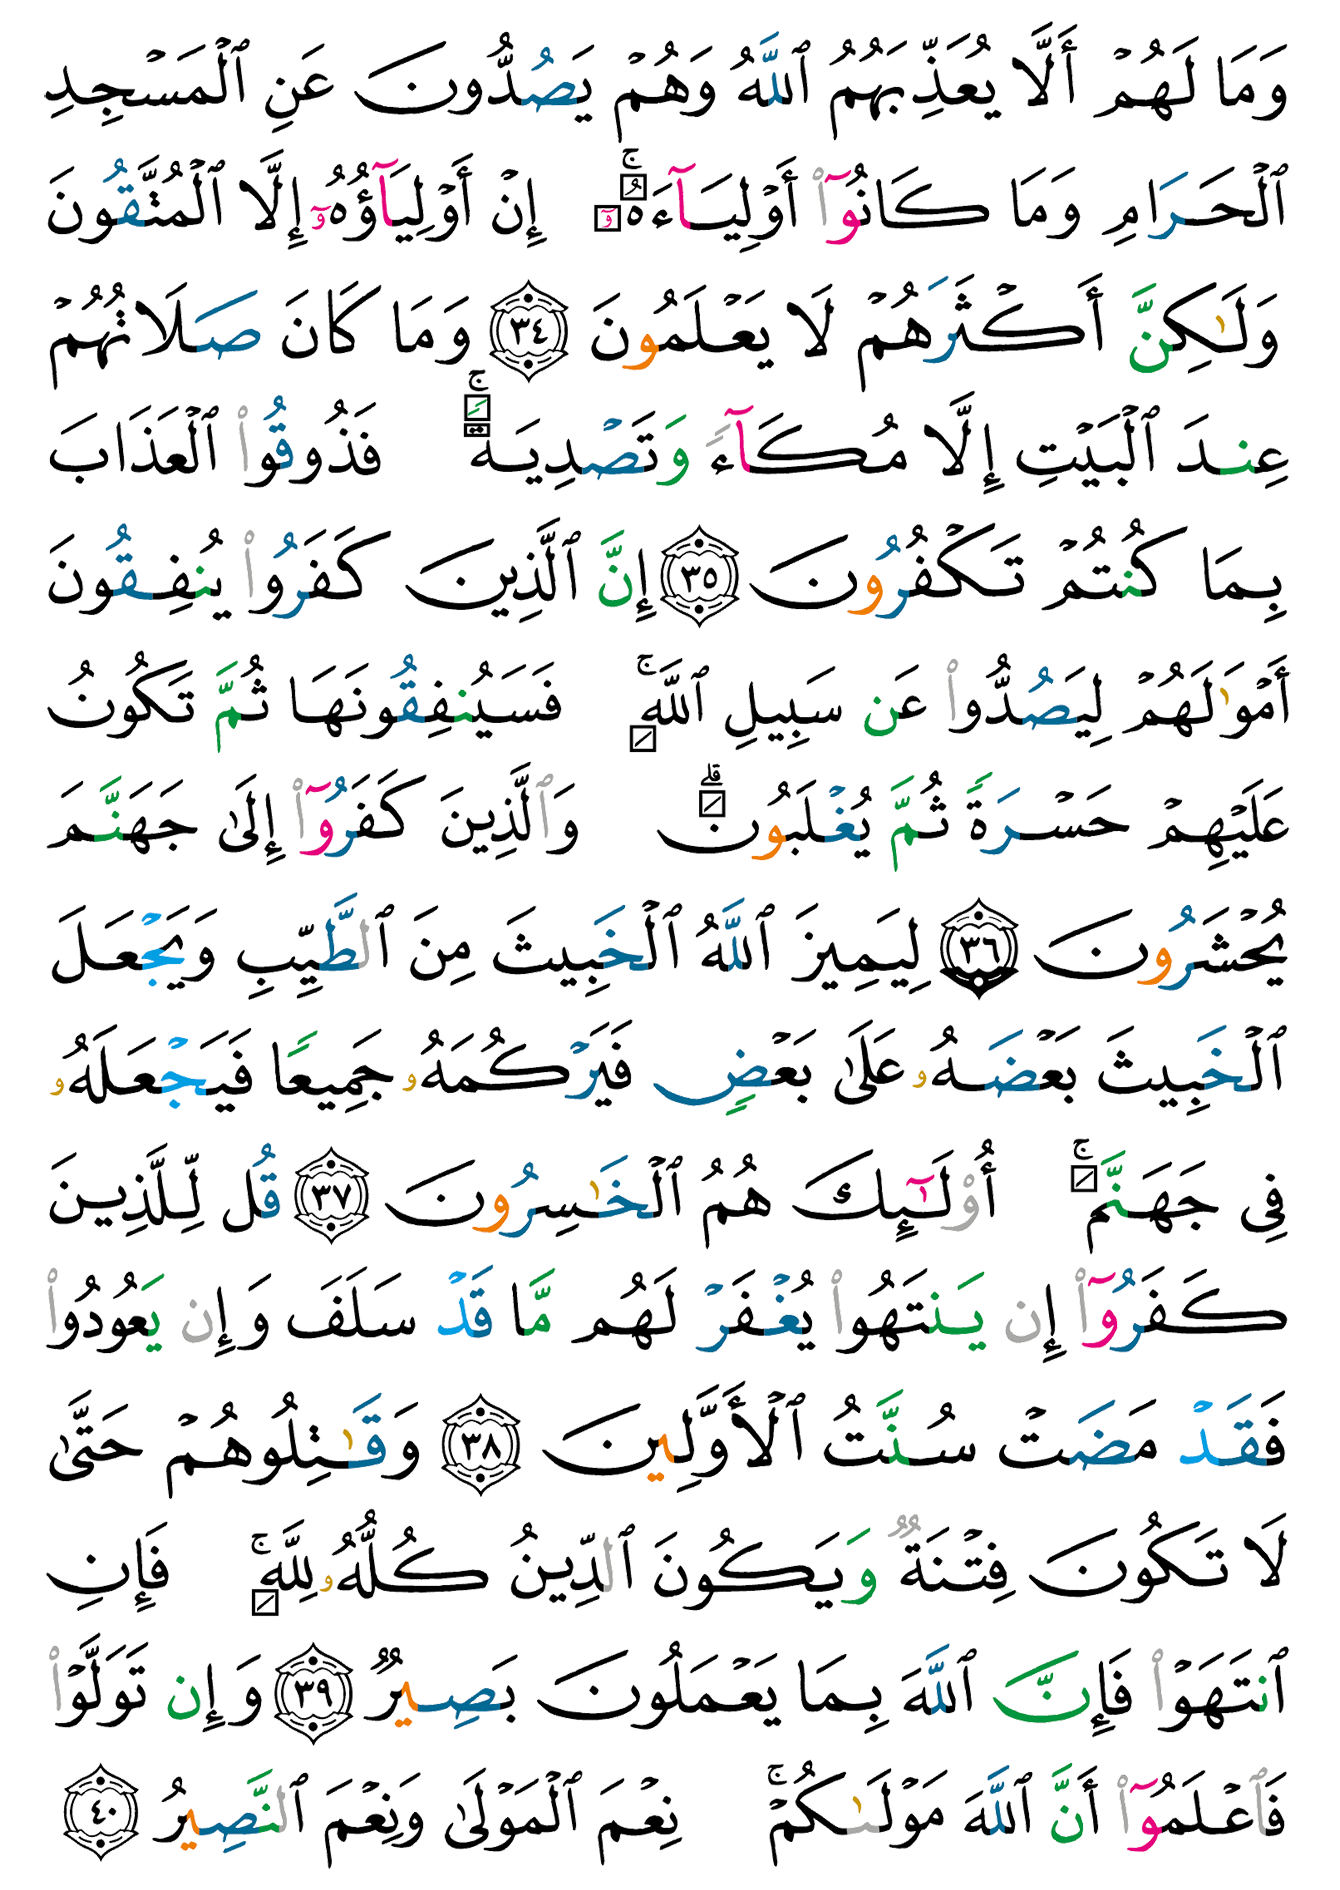 وَمَا لَهُمْ أَلَّا يُعَذِّبَهُمُ ٱللَّهُ وَهُمْ يَصُدُّونَ عَنِ ٱلْمَسْجِدِ
ٱلْحَرَامِ وَمَا كَانُوٓا۟ أَوْلِيَآءَهُۥٓ ۚ إِنْ أَوْلِيَآؤُهُۥٓ إِلَّا ٱلْمُتَّقُونَ
وَلَـٰكِنَّ أَكْثَرَهُمْ لَا يَعْلَمُونَ ٣٤ وَمَا كَانَ صَلَاتُهُمْ
عِندَ ٱلْبَيْتِ إِلَّا مُكَآءً وَتَصْدِيَةً ۚ فَذُوقُوا۟ ٱلْعَذَابَ
بِمَا كُنتُمْ تَكْفُرُونَ ٣٥ إِنَّ ٱلَّذِينَ كَفَرُوا۟ يُنفِقُونَ
أَمْوَٰلَهُمْ لِيَصُدُّوا۟ عَن سَبِيلِ ٱللَّهِ ۚ فَسَيُنفِقُونَهَا ثُمَّ تَكُونُ
عَلَيْهِمْ حَسْرَةً ثُمَّ يُغْلَبُونَ ۗ وَٱلَّذِينَ كَفَرُوٓا۟ إِلَىٰ جَهَنَّمَ
يُحْشَرُونَ ٣٦ لِيَمِيزَ ٱللَّهُ ٱلْخَبِيثَ مِنَ ٱلطَّيِّبِ وَيَجْعَلَ
ٱلْخَبِيثَ بَعْضَهُۥ عَلَىٰ بَعْضٍ فَيَرْكُمَهُۥ جَمِيعًا فَيَجْعَلَهُۥ
فِى جَهَنَّمَ ۚ أُو۟لَـٰٓئِكَ هُمُ ٱلْخَـٰسِرُونَ ٣٧ قُل لِّلَّذِينَ
كَفَرُوٓا۟ إِن يَنتَهُوا۟ يُغْفَرْ لَهُم مَّا قَدْ سَلَفَ وَإِن يَعُودُوا۟
فَقَدْ مَضَتْ سُنَّتُ ٱلْأَوَّلِينَ ٣٨ وَقَـٰتِلُوهُمْ حَتَّىٰ
لَا تَكُونَ فِتْنَةٌ وَيَكُونَ ٱلدِّينُ كُلُّهُۥ لِلَّهِ ۚ فَإِنِ
ٱنتَهَوْا۟ فَإِنَّ ٱللَّهَ بِمَا يَعْمَلُونَ بَصِيرٌ ٣٩ وَإِن تَوَلَّوْا۟
فَٱعْلَمُوٓا۟ أَنَّ ٱللَّهَ مَوْلَىٰكُمْ ۚ نِعْمَ ٱلْمَوْلَىٰ وَنِعْمَ ٱلنَّصِيرُ ٤٠